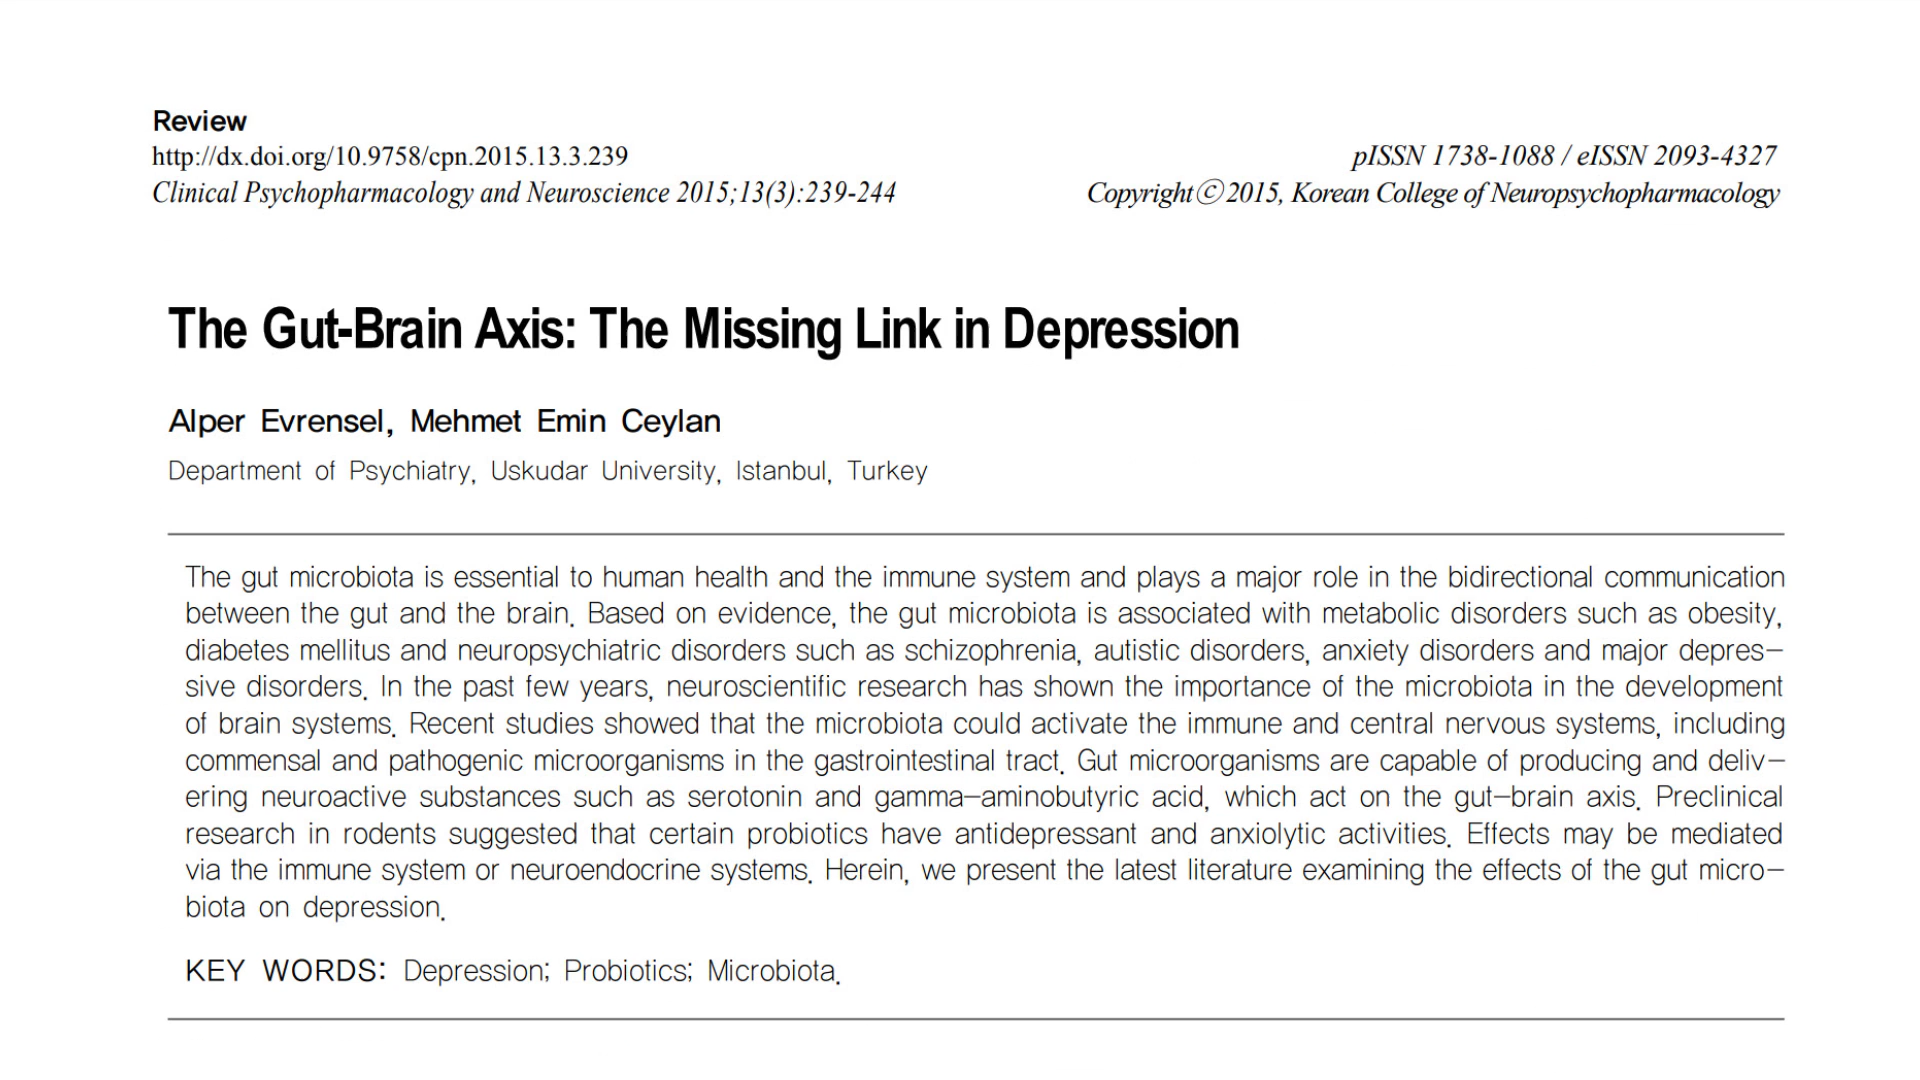 Review
http://dx.doi.org/10.9758/cpn.2015.13.3.239
pISSN 1738-1088 / eISSN 2093-4327
Clinical Psychopharmacology and Neuroscience 2015;13(3):239-244
Copyrightⓒ2015, Korean College of Neuropsychopharmacology
The Gut-Brain Axis: The Missing Link in Depression
Alper Evrensel, Mehmet Emin Ceylan
Department of Psychiatry, Uskudar University, Istanbul, Turkey
The gut microbiota is essential to human health and the immune system and plays a major role in the bidirectional communication
between the gut and the brain. Based on evidence, the gut microbiota is associated with metabolic disorders such as obesity,
diabetes mellitus and neuropsychiatric disorders such as schizophrenia, autistic disorders, anxiety disorders and major depres-
sive disorders. In the past few years, neuroscientific research has shown the importance of the microbiota in the development
of brain systems. Recent studies showed that the microbiota could activate the immune and central nervous systems, including
commensal and pathogenic microorganisms in the gastrointestinal tract. Gut microorganisms are capable of producing and deliv-
ering neuroactive substances such as serotonin and gamma-aminobutyric acid, which act on the gut-brain axis. Preclinical
research in rodents suggested that certain probiotics have antidepressant and anxiolytic activities. Effects may be mediated
via the immune system or neuroendocrine systems. Herein, we present the latest literature examining the effects of the gut micro-
biota on depression.
KEY WORDS: Depression; Probiotics; Microbiota.